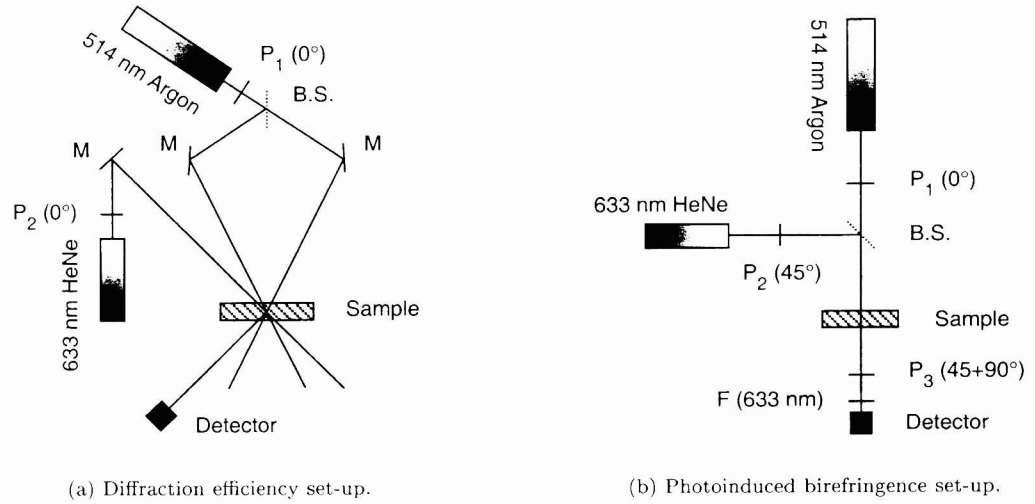 514 nm Argon
P1 (0°)
B.S.
M
M
M
P2 (0°)
633 nm HeNe
Sample
Detector
(a) Diffraction efficiency set-up.
514 nm Argon
P1 (0°)
633 nm HeNe
B.S.
P2 (45°)
Sample
P3 (45+90°)
F (633 nm)
Detector
(b) Photoinduced birefringence set-up.